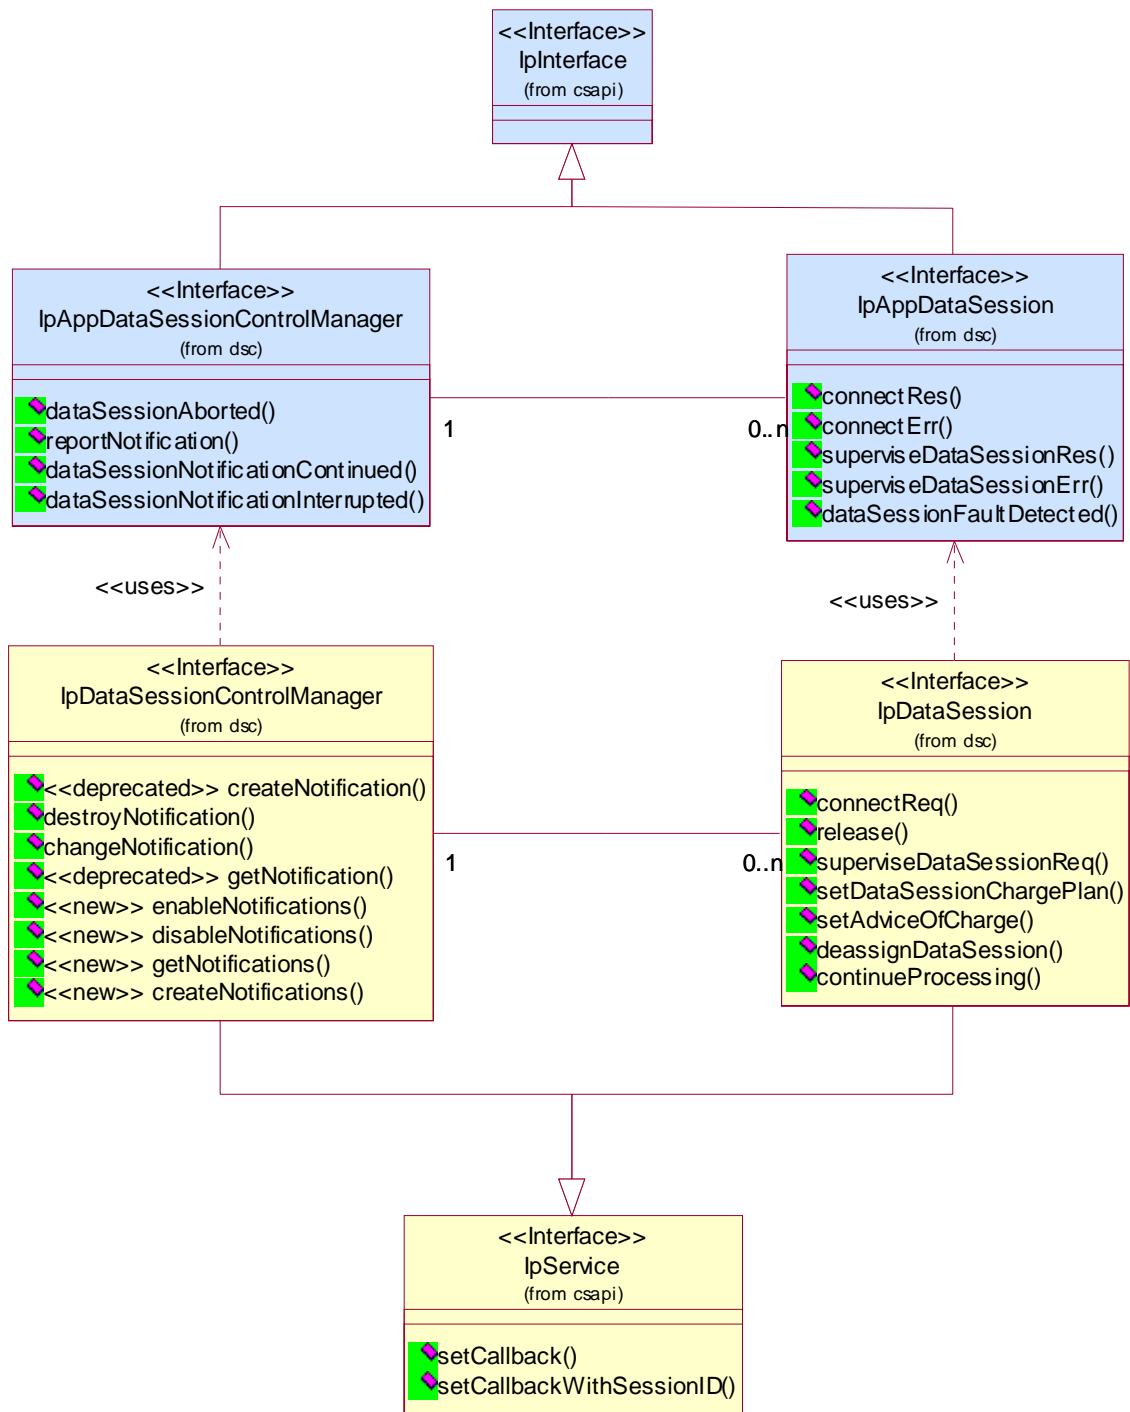 <<Interface>>
IpInterface
(from csapi)
<<Interface>>
IpAppDataSessionControlManager
(from dsc)
dataSessionAborted()
reportNotification()
dataSessionNotificationContinued()
dataSessionNotificationInterrupted()
<<Interface>>
IpAppDataSession
(from dsc)
connectRes()
connectErr()
superviseDataSessionRes()
superviseDataSessionErr()
dataSessionFaultDetected()
1
0..n
<<uses>>
<<uses>>
<<Interface>>
IpDataSessionControlManager
(from dsc)
<<deprecated>> createNotification()
destroyNotification()
changeNotification()
<<deprecated>> getNotification()
<<new>> enableNotifications()
<<new>> disableNotifications()
<<new>> getNotifications()
<<new>> createNotifications()
<<Interface>>
IpDataSession
(from dsc)
connectReq()
release()
superviseDataSessionReq()
setDataSessionChargePlan()
setAdviceOfCharge()
deassignDataSession()
continueProcessing()
1
0..n
<<Interface>>
IpService
(from csapi)
setCallback()
setCallbackWithSessionID()